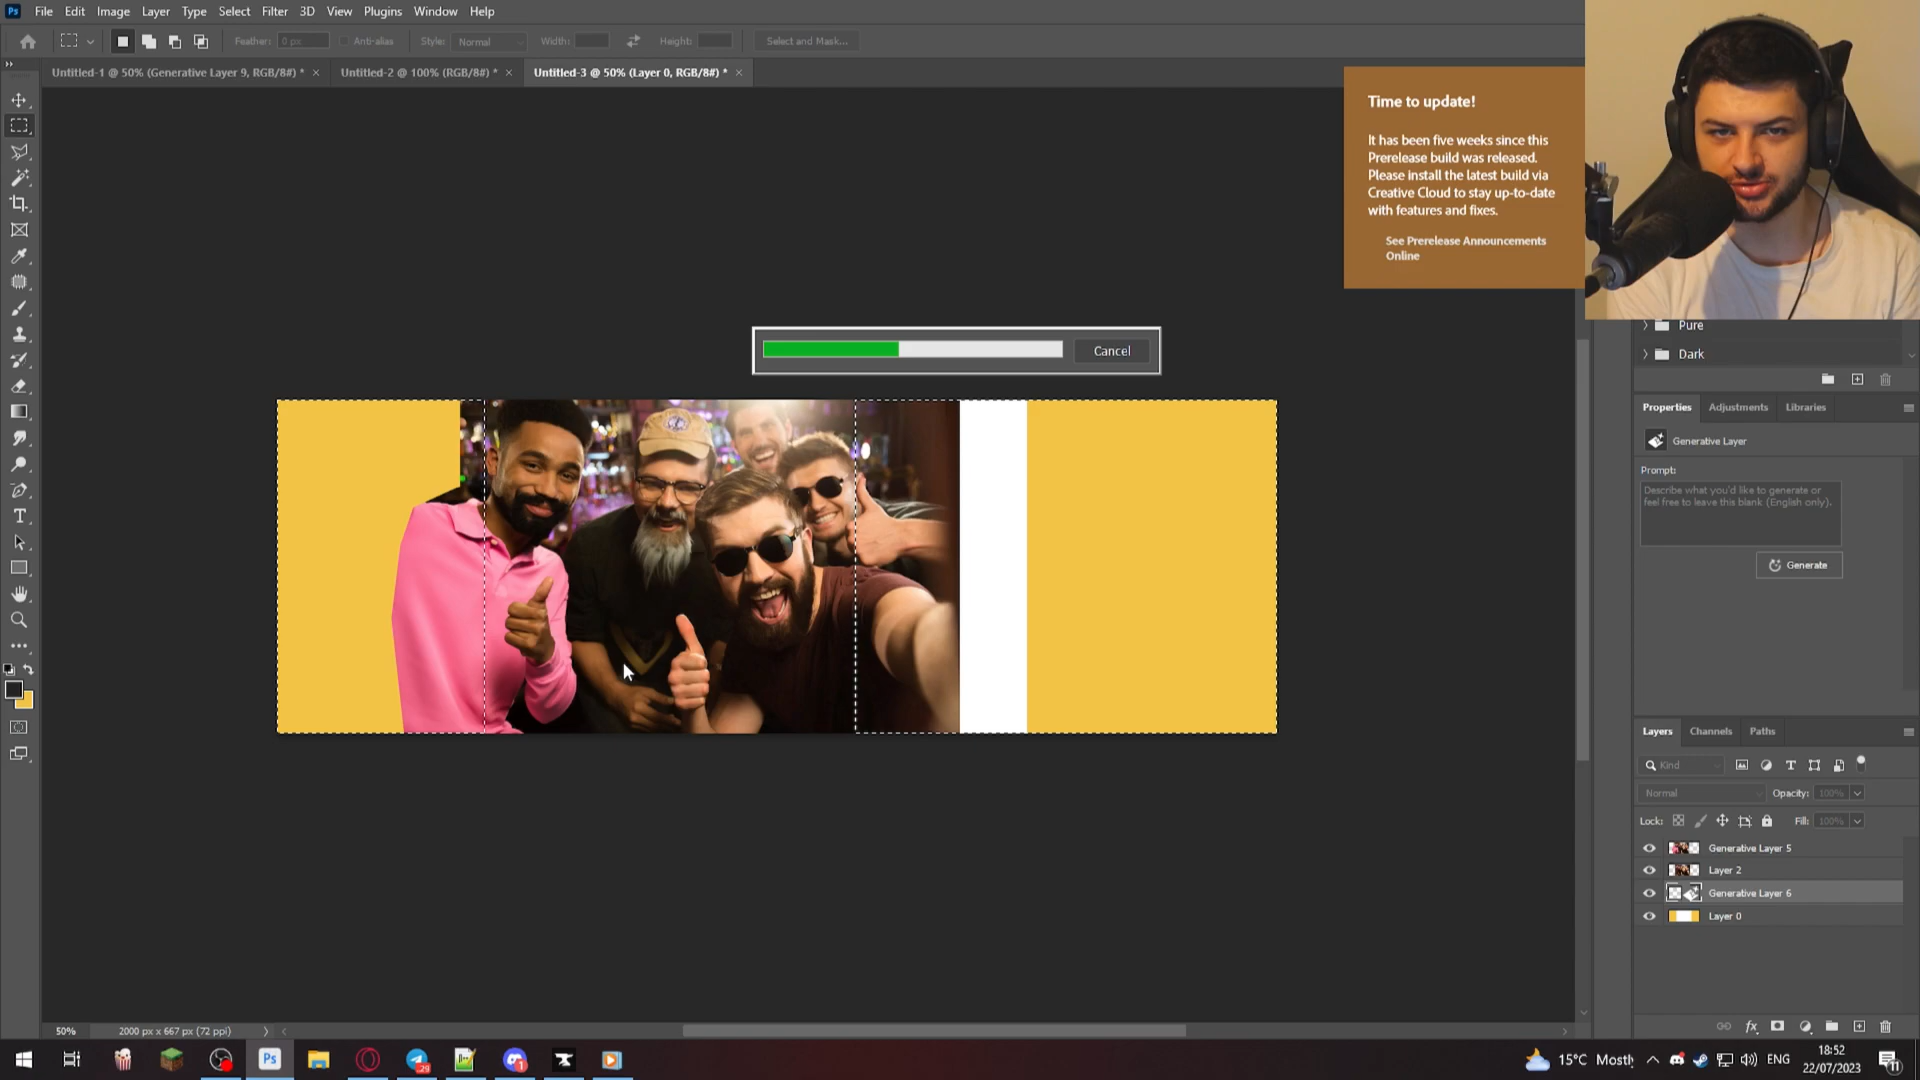 Ps File Edit Image Layer Type Select Filter 3D View Plugins Window Help
Feather: 0 px Anti-alias Style: Normal Width: Height: Select and Mask...
Untitled-1 @ 50% (Generative Layer 9, RGB/8#) * × Untitled-2 @ 100% (RGB/8#) * × Untitled-3 @ 50% (Layer 0, RGB/8#) * ×
Time to update!
It has been five weeks since this
Prerelease build was released.
Please install the latest build via
Creative Cloud to stay up-to-date
with features and fixes.
See Prerelease Announcements
Online
Cancel
Pure
Dark
Properties Adjustments Libraries
Generative Layer
Prompt:
Describe what you'd like to generate or
feel free to leave this blank (English only).
Generate
Layers Channels Paths
Kind
Normal Opacity: 100%
Lock: Fill: 100%
Generative Layer 5
Layer 2
Generative Layer 6
Layer 0
50% 2000 px x 667 px (72 ppi)
Ps 29 1 15°C Mostly ENG 18:52
22/07/2023 11